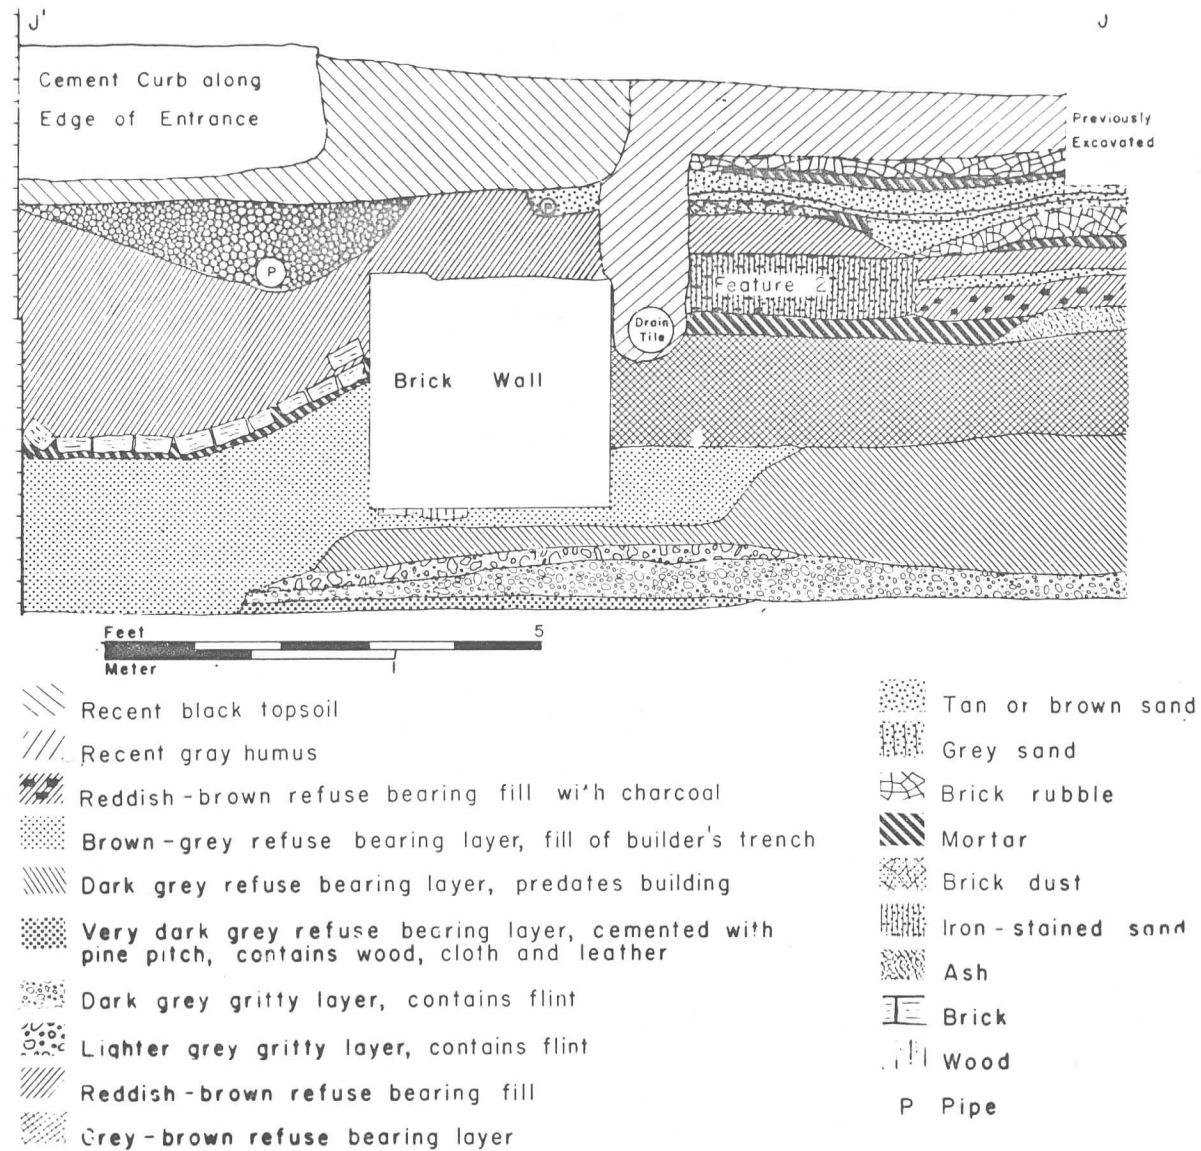 J'
J
Cement Curb along
Edge of Entrance
Previously
Excavated
P
P
Feature 2
Drain
Tile
Brick Wall
Feet 5
Meter 1
Recent black topsoil
Recent gray humus
Reddish-brown refuse bearing fill with charcoal
Brown-grey refuse bearing layer, fill of builder's trench
Dark grey refuse bearing layer, predates building
Very dark grey refuse bearing layer, cemented with
pine pitch, contains wood, cloth and leather
Dark grey gritty layer, contains flint
Lighter grey gritty layer, contains flint
Reddish-brown refuse bearing fill
Grey-brown refuse bearing layer
Tan or brown sand
Grey sand
Brick rubble
Mortar
Brick dust
Iron-stained sand
Ash
Brick
Wood
P Pipe